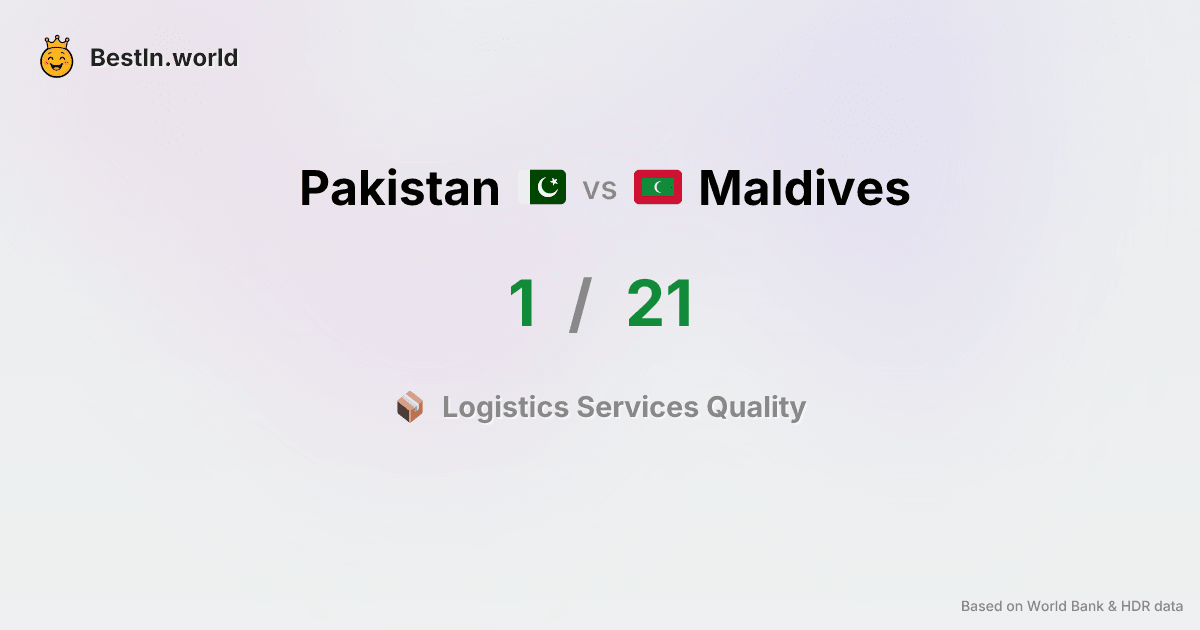 BestIn.world
Pakistan vs Maldives
1 / 21
Logistics Services Quality
Based on World Bank & HDR data